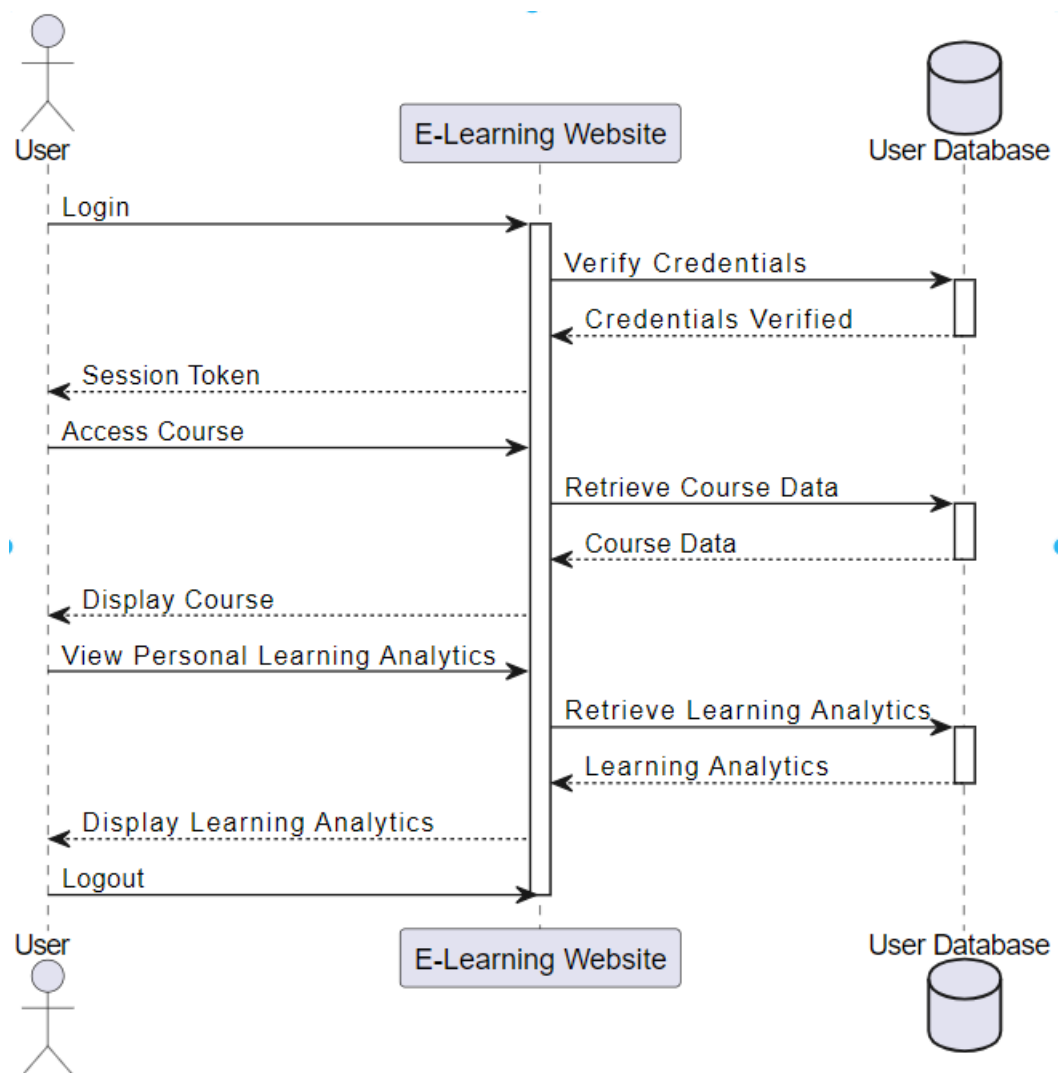 User
E-Learning Website
User Database
Login
Verify Credentials
Credentials Verified
Session Token
Access Course
Retrieve Course Data
Course Data
Display Course
View Personal Learning Analytics
Retrieve Learning Analytics
Learning Analytics
Display Learning Analytics
Logout
User
E-Learning Website
User Database